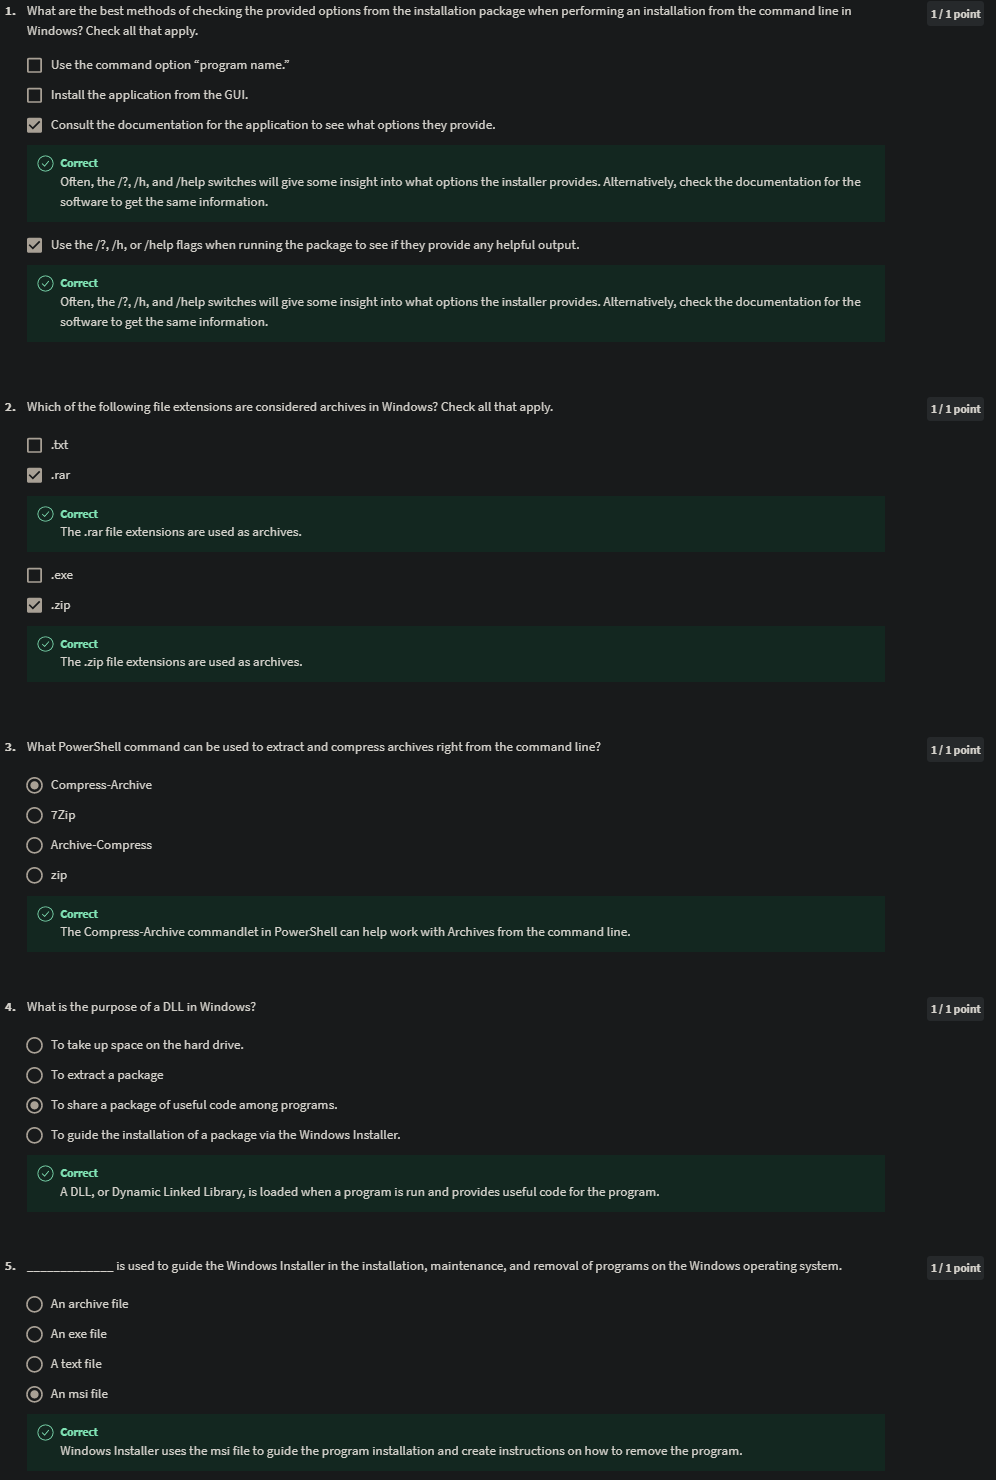 1. What are the best methods of checking the provided options from the installation package when performing an installation from the command line in
Windows? Check all that apply.
1 / 1 point
Use the command option “program name.”
Install the application from the GUI.
Consult the documentation for the application to see what options they provide.
Correct
Often, the /?, /h, and /help switches will give some insight into what options the installer provides. Alternatively, check the documentation for the
software to get the same information.
Use the /?, /h, or /help flags when running the package to see if they provide any helpful output.
Correct
Often, the /?, /h, and /help switches will give some insight into what options the installer provides. Alternatively, check the documentation for the
software to get the same information.
2. Which of the following file extensions are considered archives in Windows? Check all that apply.
1 / 1 point
.txt
.rar
Correct
The .rar file extensions are used as archives.
.exe
.zip
Correct
The .zip file extensions are used as archives.
3. What PowerShell command can be used to extract and compress archives right from the command line?
1 / 1 point
Compress-Archive
7Zip
Archive-Compress
zip
Correct
The Compress-Archive commandlet in PowerShell can help work with Archives from the command line.
4. What is the purpose of a DLL in Windows?
1 / 1 point
To take up space on the hard drive.
To extract a package
To share a package of useful code among programs.
To guide the installation of a package via the Windows Installer.
Correct
A DLL, or Dynamic Linked Library, is loaded when a program is run and provides useful code for the program.
5. _____________ is used to guide the Windows Installer in the installation, maintenance, and removal of programs on the Windows operating system.
1 / 1 point
An archive file
An exe file
A text file
An msi file
Correct
Windows Installer uses the msi file to guide the program installation and create instructions on how to remove the program.